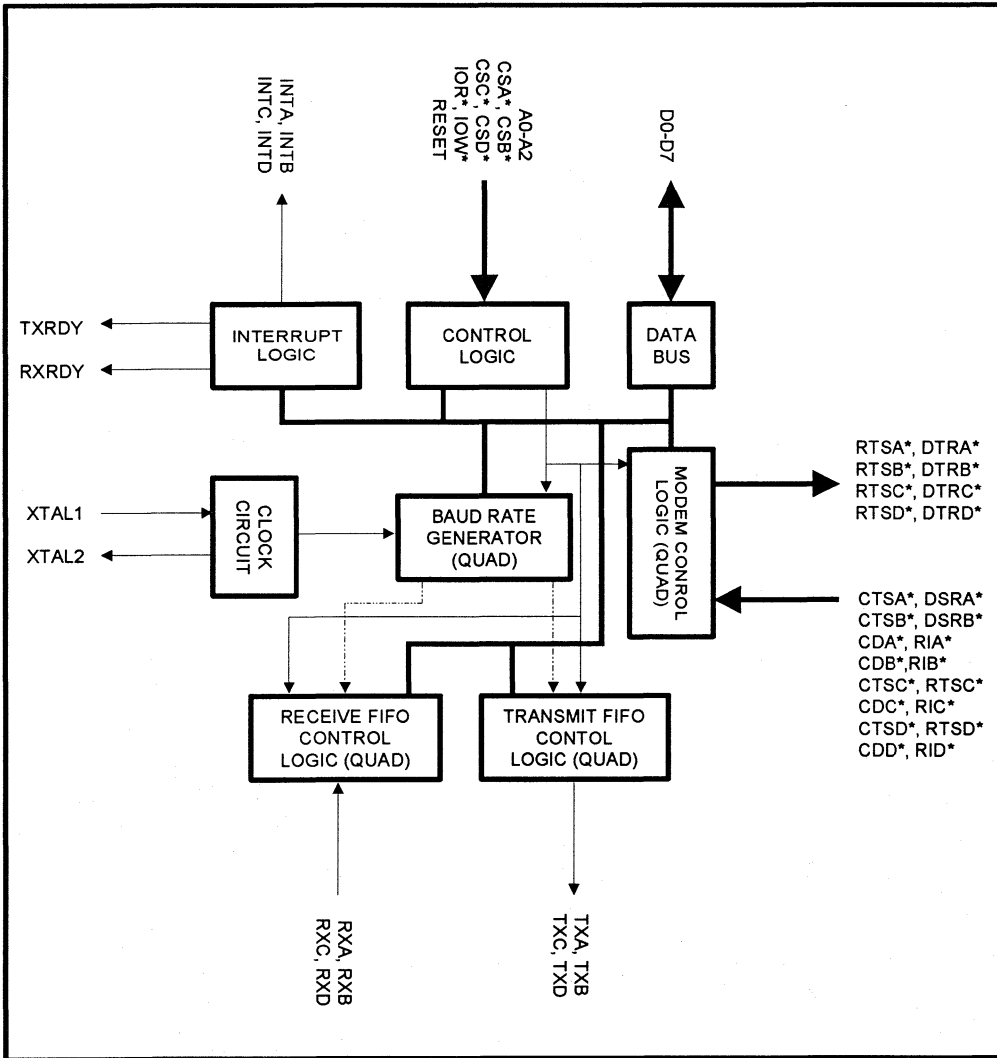 INTA, INTB
INTC, INTD
A0-A2
CSA*, CSB*
CSC*, CSD*
IOR*, IOW*
RESET
D0-D7
TXRDY
RXRDY
INTERRUPT
LOGIC
CONTROL
LOGIC
DATA
BUS
XTAL1
XTAL2
CLOCK
CIRCUIT
BAUD RATE
GENERATOR
(QUAD)
MODEM CONROL
LOGIC (QUAD)
RTSA*, DTRA*
RTSB*, DTRB*
RTSC*, DTRC*
RTSD*, DTRD*
CTSA*, DSRA*
CTSB*, DSRB*
CDA*, RIA*
CDB*,RIB*
CTSC*, RTSC*
CDC*, RIC*
CTSD*, RTSD*
CDD*, RID*
RECEIVE FIFO
CONTROL
LOGIC (QUAD)
TRANSMIT FIFO
CONTOL
LOGIC (QUAD)
RXA, RXB
RXC, RXD
TXA, TXB
TXC, TXD